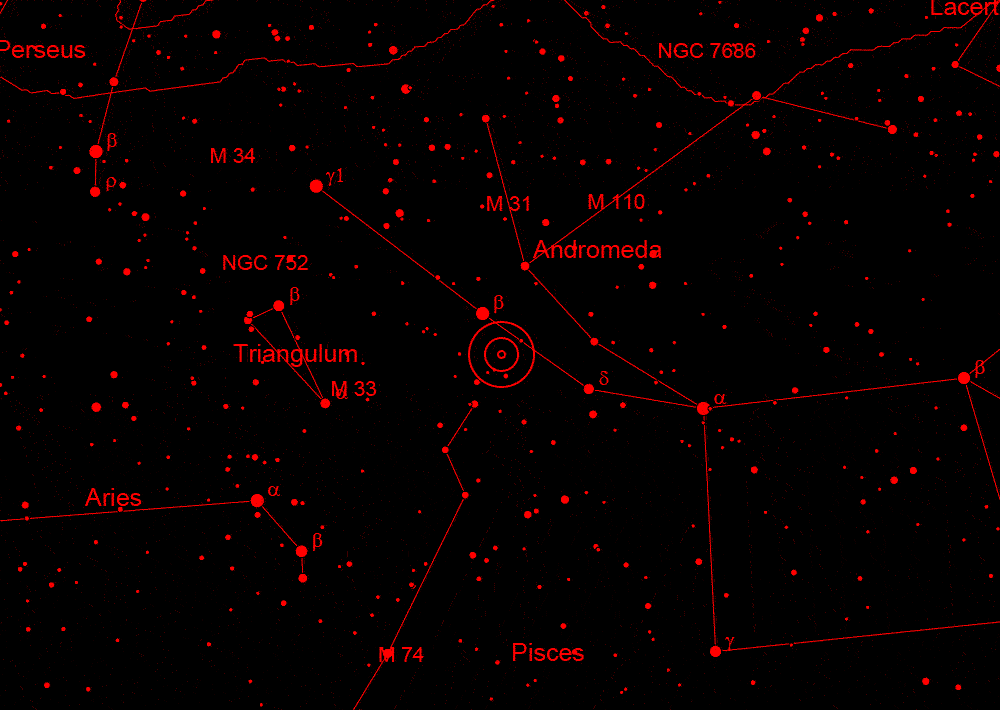 Lacert
Perseus
NGC 7686
β
M 34
ρ
γ1
M 31
M 110
Andromeda
NGC 752
β
β
Triangulum
β
δ
M 33
α
α
Aries
α
β
γ
M 74
Pisces